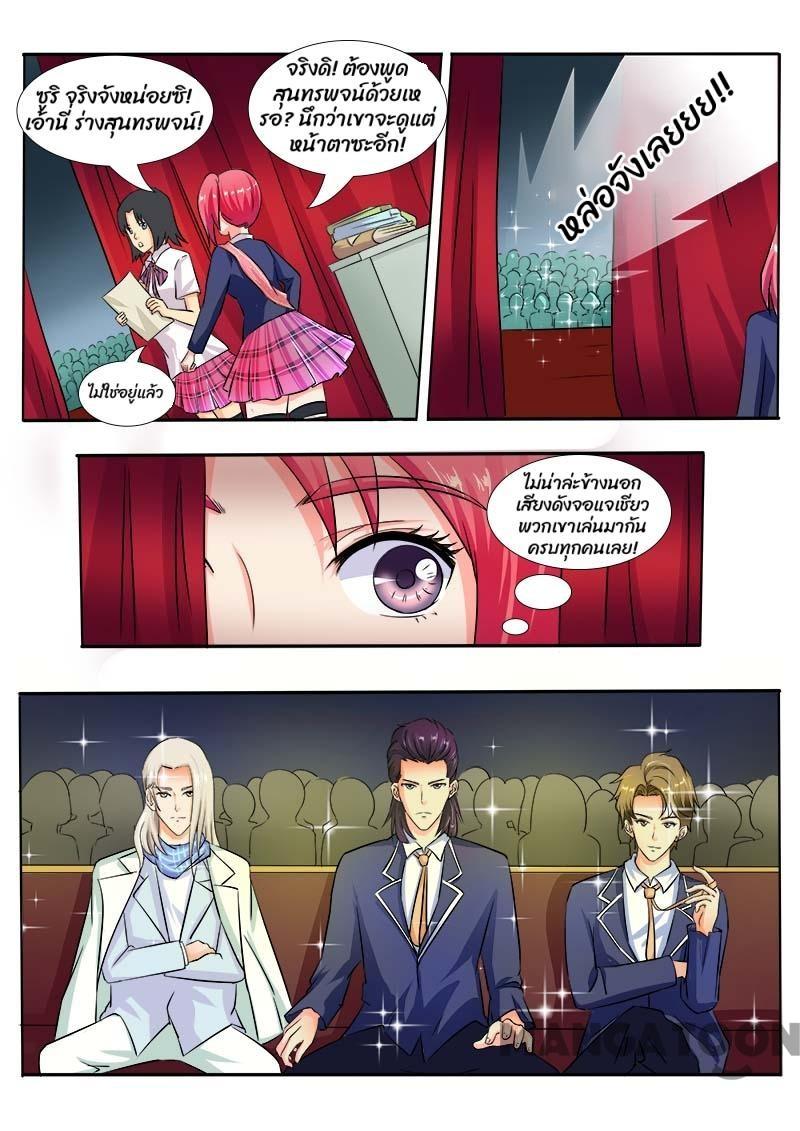 ซูริ จริงจังหน่อยซิ!
เอ้านี่ ร่างสุนทรพจน์!
จริงดิ! ต้องพูด
สุนทรพจน์ด้วยเห
รอ? นึกว่าเขาจะดูแต่
หน้าตาซะอีก!
ไม่ใช่อยู่แล้ว
หล่อจังเลยยย!!
ไม่น่าล่ะข้างนอก
เสียงดังจอแจเชียว
พวกเขาเล่นมากัน
ครบทุกคนเลย!
MANGATOON